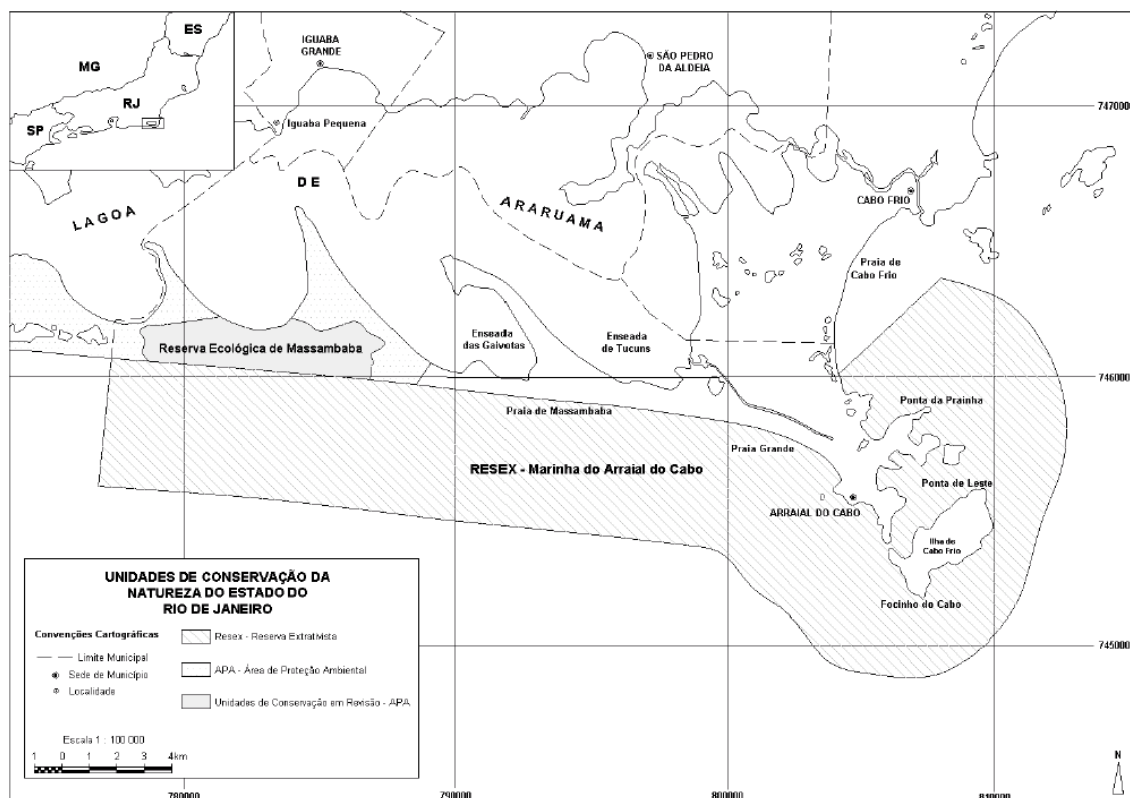 ES
MG
RJ
SP
IGUABA
GRANDE
SÃO PEDRO
DA ALDEIA
Iguaba Pequena
747000
LAGOA
DE
ARARUAMA
CABO FRIO
Praia de
Cabo Frio
Reserva Ecológica de Massambaba
Enseada
das Gaivotas
Enseada
de Tucuns
746000
Praia de Massambaba
Ponta da Prainha
Praia Grande
RESEX - Marinha do Arraial do Cabo
Ponta de Leste
ARRAIAL DO CABO
Ilha de
Cabo Frio
Focinho do Cabo
745000
UNIDADES DE CONSERVAÇÃO DA
NATUREZA DO ESTADO DO
RIO DE JANEIRO
Convenções Cartográficas
Limite Municipal
Sede de Município
Localidade
Resex - Reserva Extrativista
APA - Área de Proteção Ambiental
Unidades de Conservação em Revisão - APA
Escala 1 : 100 000
1 0 1 2 3 4km
N
780000
790000
800000
810000